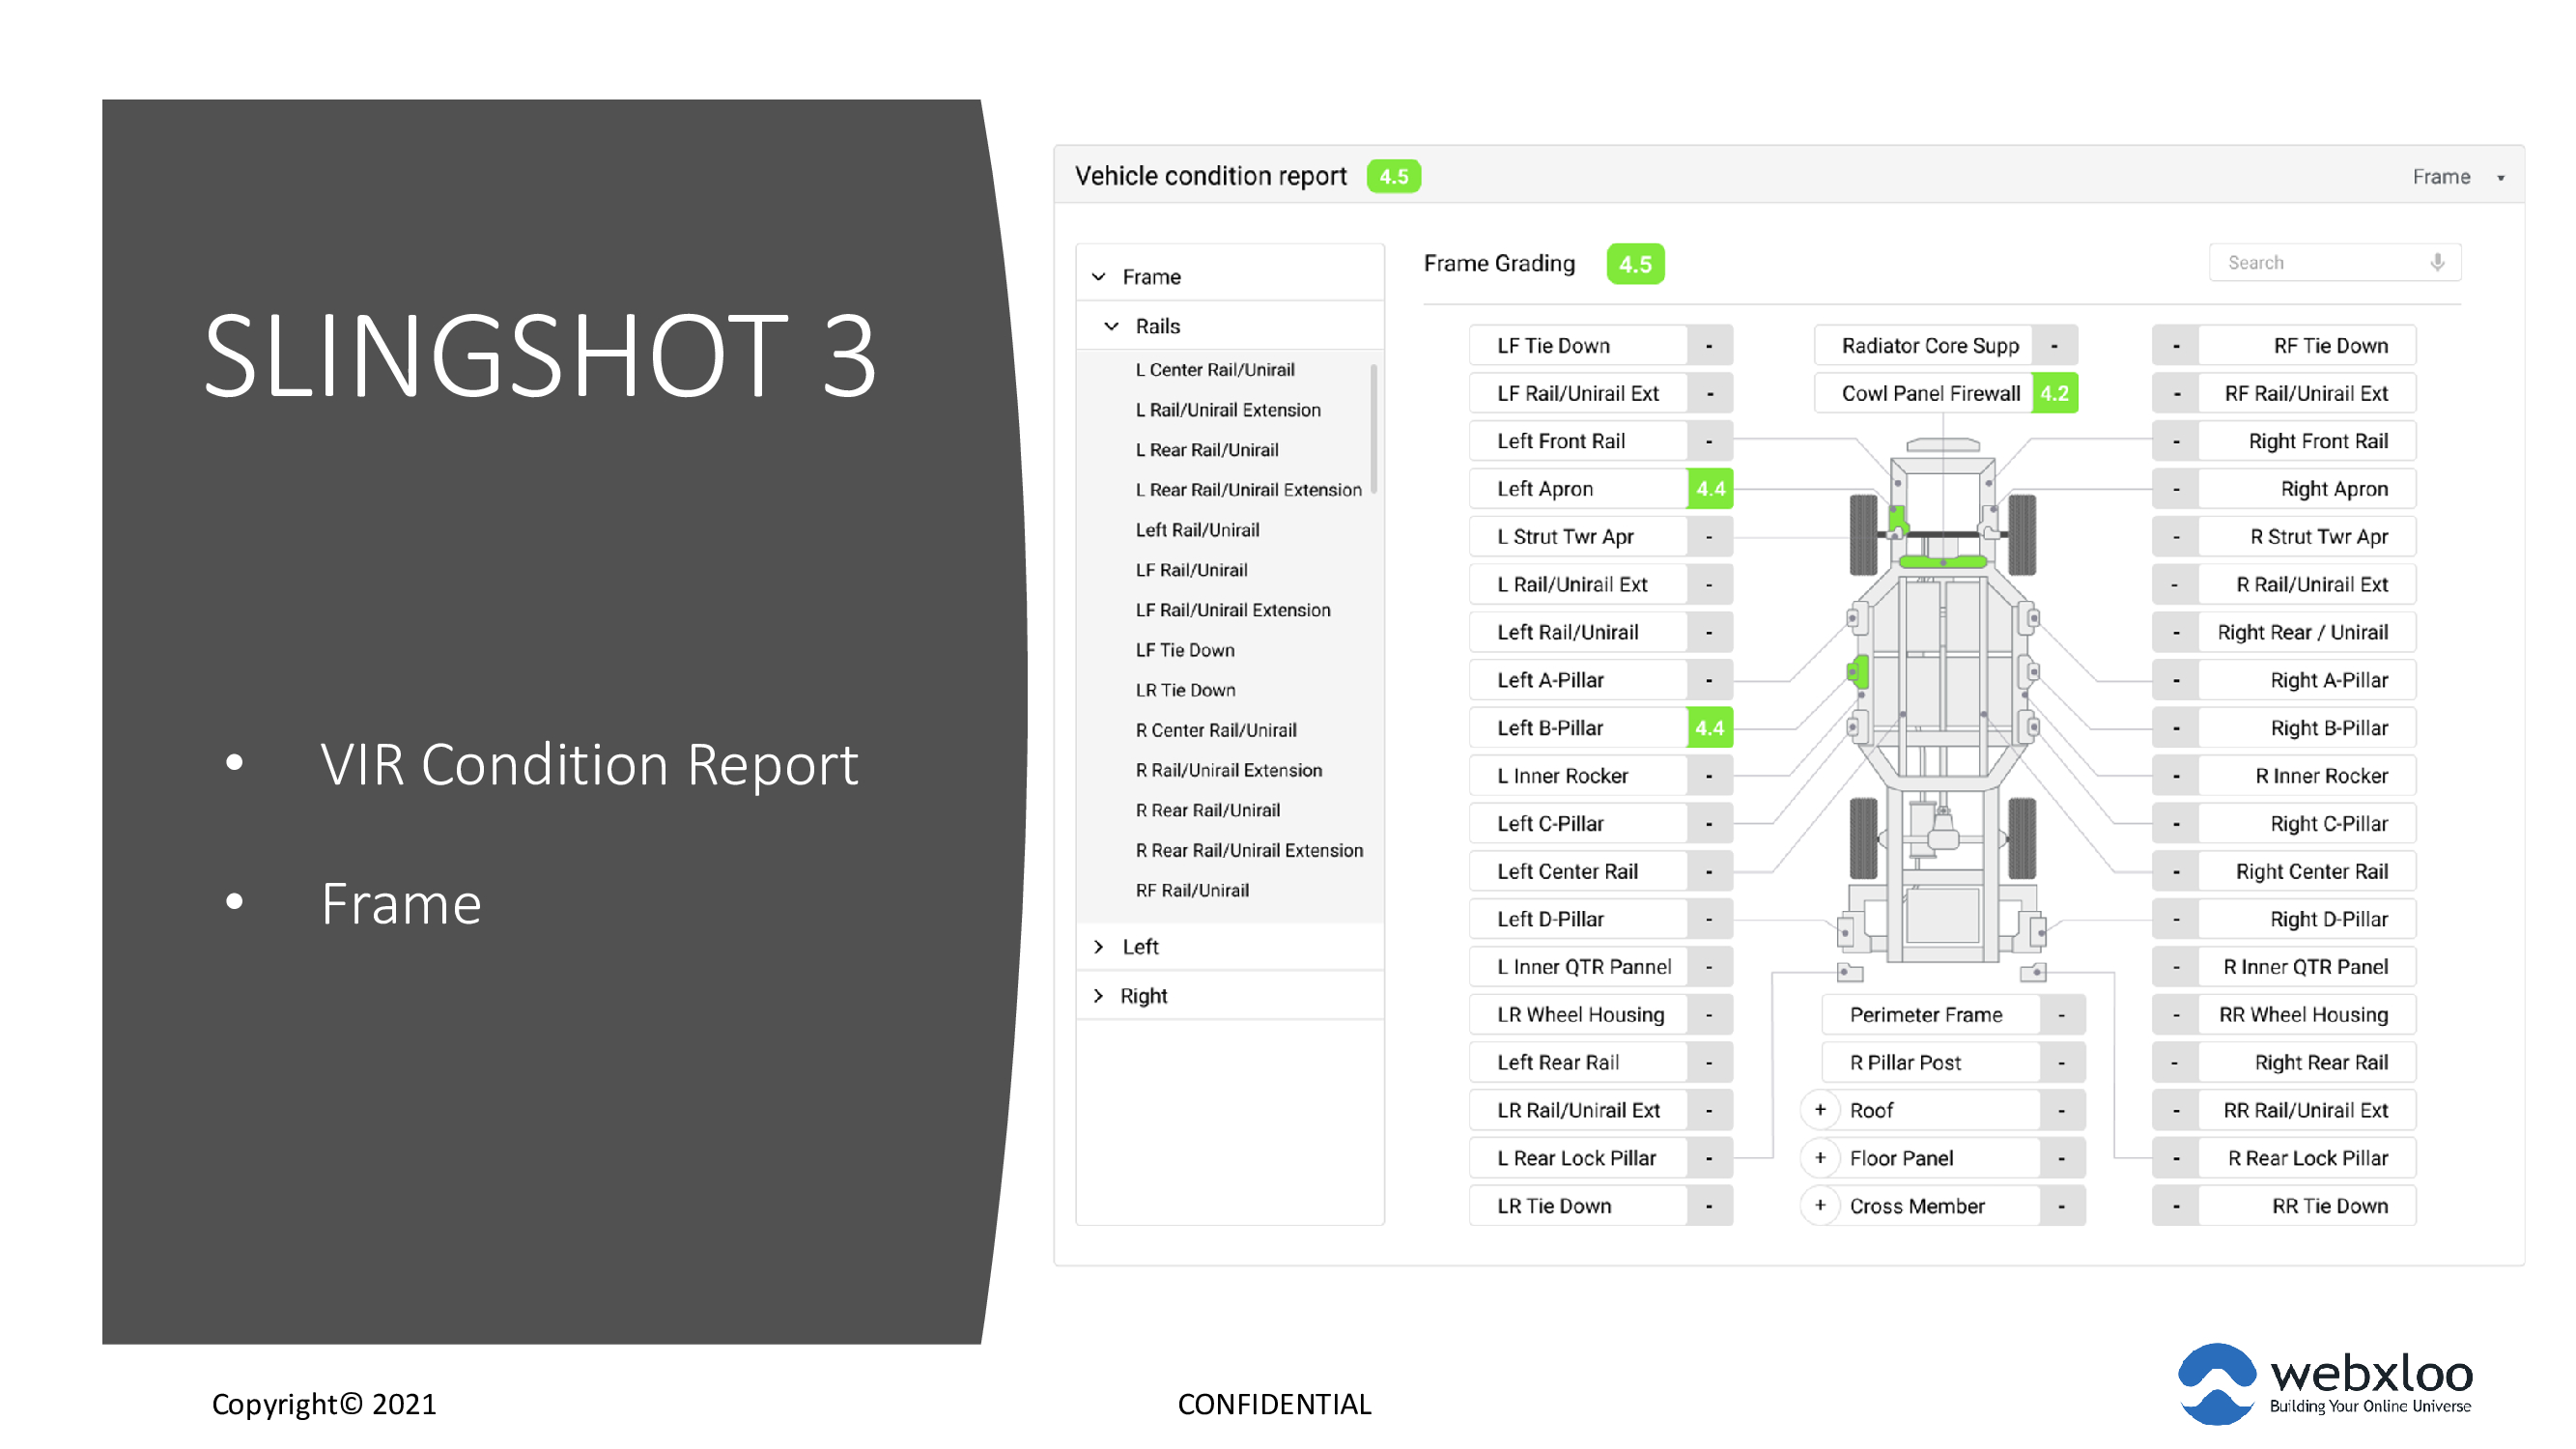 SLINGSHOT 3
• VIR Condition Report
• Frame
Vehicle condition report 4.5 Frame
Frame
Rails
L Center Rail/Unirail
L Rail/Unirail Extension
L Rear Rail/Unirail
L Rear Rail/Unirail Extension
Left Rail/Unirail
LF Rail/Unirail
LF Rail/Unirail Extension
LF Tie Down
LR Tie Down
R Center Rail/Unirail
R Rail/Unirail Extension
R Rear Rail/Unirail
R Rear Rail/Unirail Extension
RF Rail/Unirail
Left
Right
Frame Grading 4.5 Search
LF Tie Down -
LF Rail/Unirail Ext -
Left Front Rail -
Left Apron 4.4
L Strut Twr Apr -
L Rail/Unirail Ext -
Left Rail/Unirail -
Left A-Pillar -
Left B-Pillar 4.4
L Inner Rocker -
Left C-Pillar -
Left Center Rail -
Left D-Pillar -
L Inner QTR Pannel -
LR Wheel Housing -
Left Rear Rail -
LR Rail/Unirail Ext -
L Rear Lock Pillar -
LR Tie Down -
Radiator Core Supp -
Cowl Panel Firewall 4.2
Perimeter Frame -
R Pillar Post -
+ Roof -
+ Floor Panel -
+ Cross Member -
- RF Tie Down
- RF Rail/Unirail Ext
- Right Front Rail
- Right Apron
- R Strut Twr Apr
- R Rail/Unirail Ext
- Right Rear / Unirail
- Right A-Pillar
- Right B-Pillar
- R Inner Rocker
- Right C-Pillar
- Right Center Rail
- Right D-Pillar
- R Inner QTR Panel
- RR Wheel Housing
- Right Rear Rail
- RR Rail/Unirail Ext
- R Rear Lock Pillar
- RR Tie Down
Copyright© 2021
CONFIDENTIAL
webxloo
Building Your Online Universe